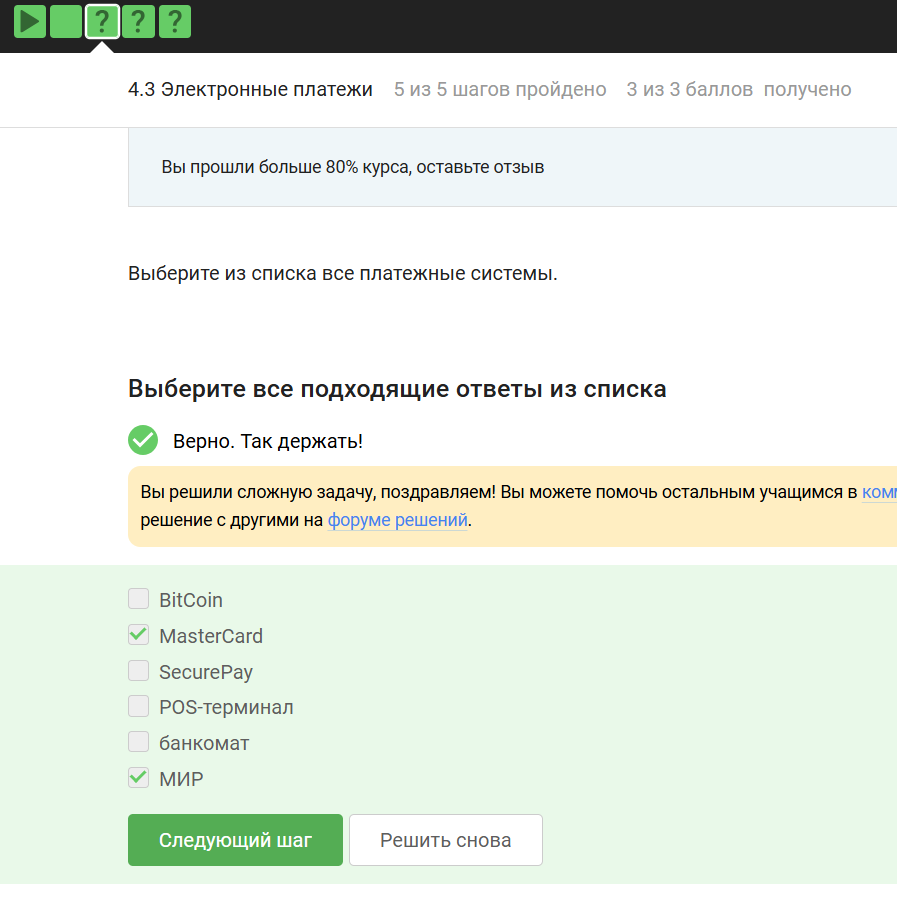 ? ? ?
4.3 Электронные платежи 5 из 5 шагов пройдено 3 из 3 баллов получено
Вы прошли больше 80% курса, оставьте отзыв
Выберите из списка все платежные системы.
Выберите все подходящие ответы из списка
Верно. Так держать!
Вы решили сложную задачу, поздравляем! Вы можете помочь остальным учащимся в
решение с другими на форуме решений.
BitCoin
MasterCard
SecurePay
POS-терминал
банкомат
МИР
Следующий шаг Решить снова